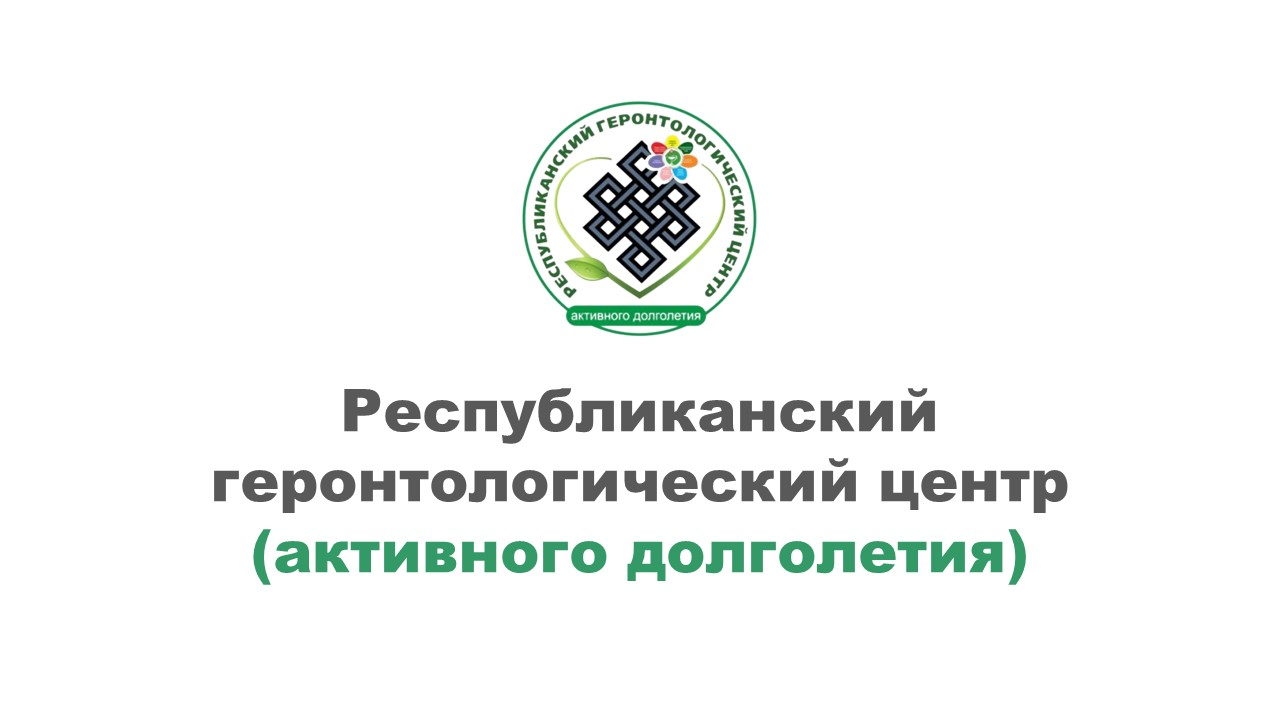 РЕСПУБЛИКАНСКИЙ ГЕРОНТОЛОГИЧЕСКИЙ ЦЕНТР
активного долголетия
Республиканский
геронтологический центр
(активного долголетия)